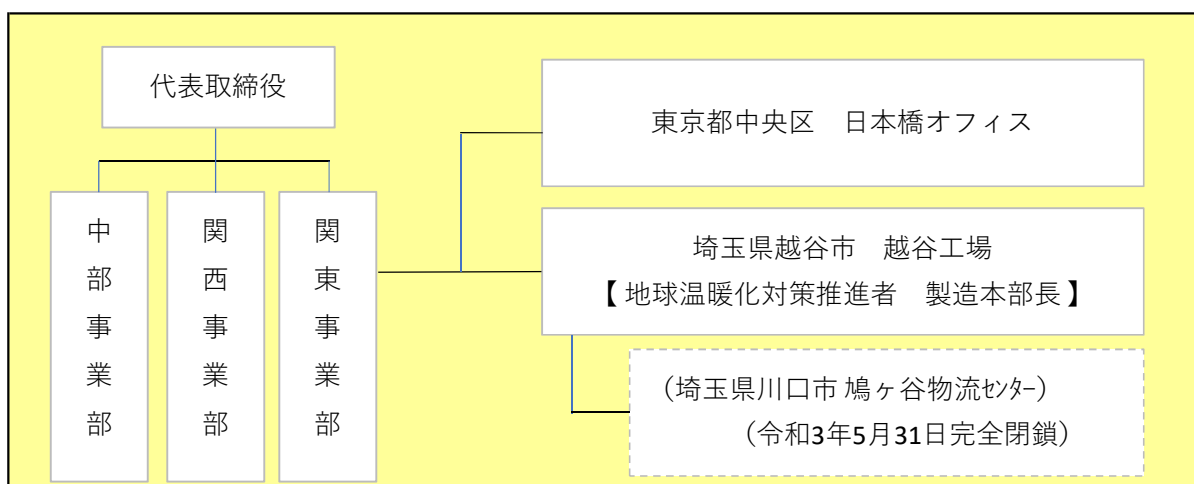 代表取締役
東京都中央区　日本橋オフィス
中部事業部
関西事業部
関東事業部
埼玉県越谷市　越谷工場
【 地球温暖化対策推進者　製造本部長 】
（埼玉県川口市 鳩ヶ谷物流ｾﾝﾀｰ）
（令和3年5月31日完全閉鎖）